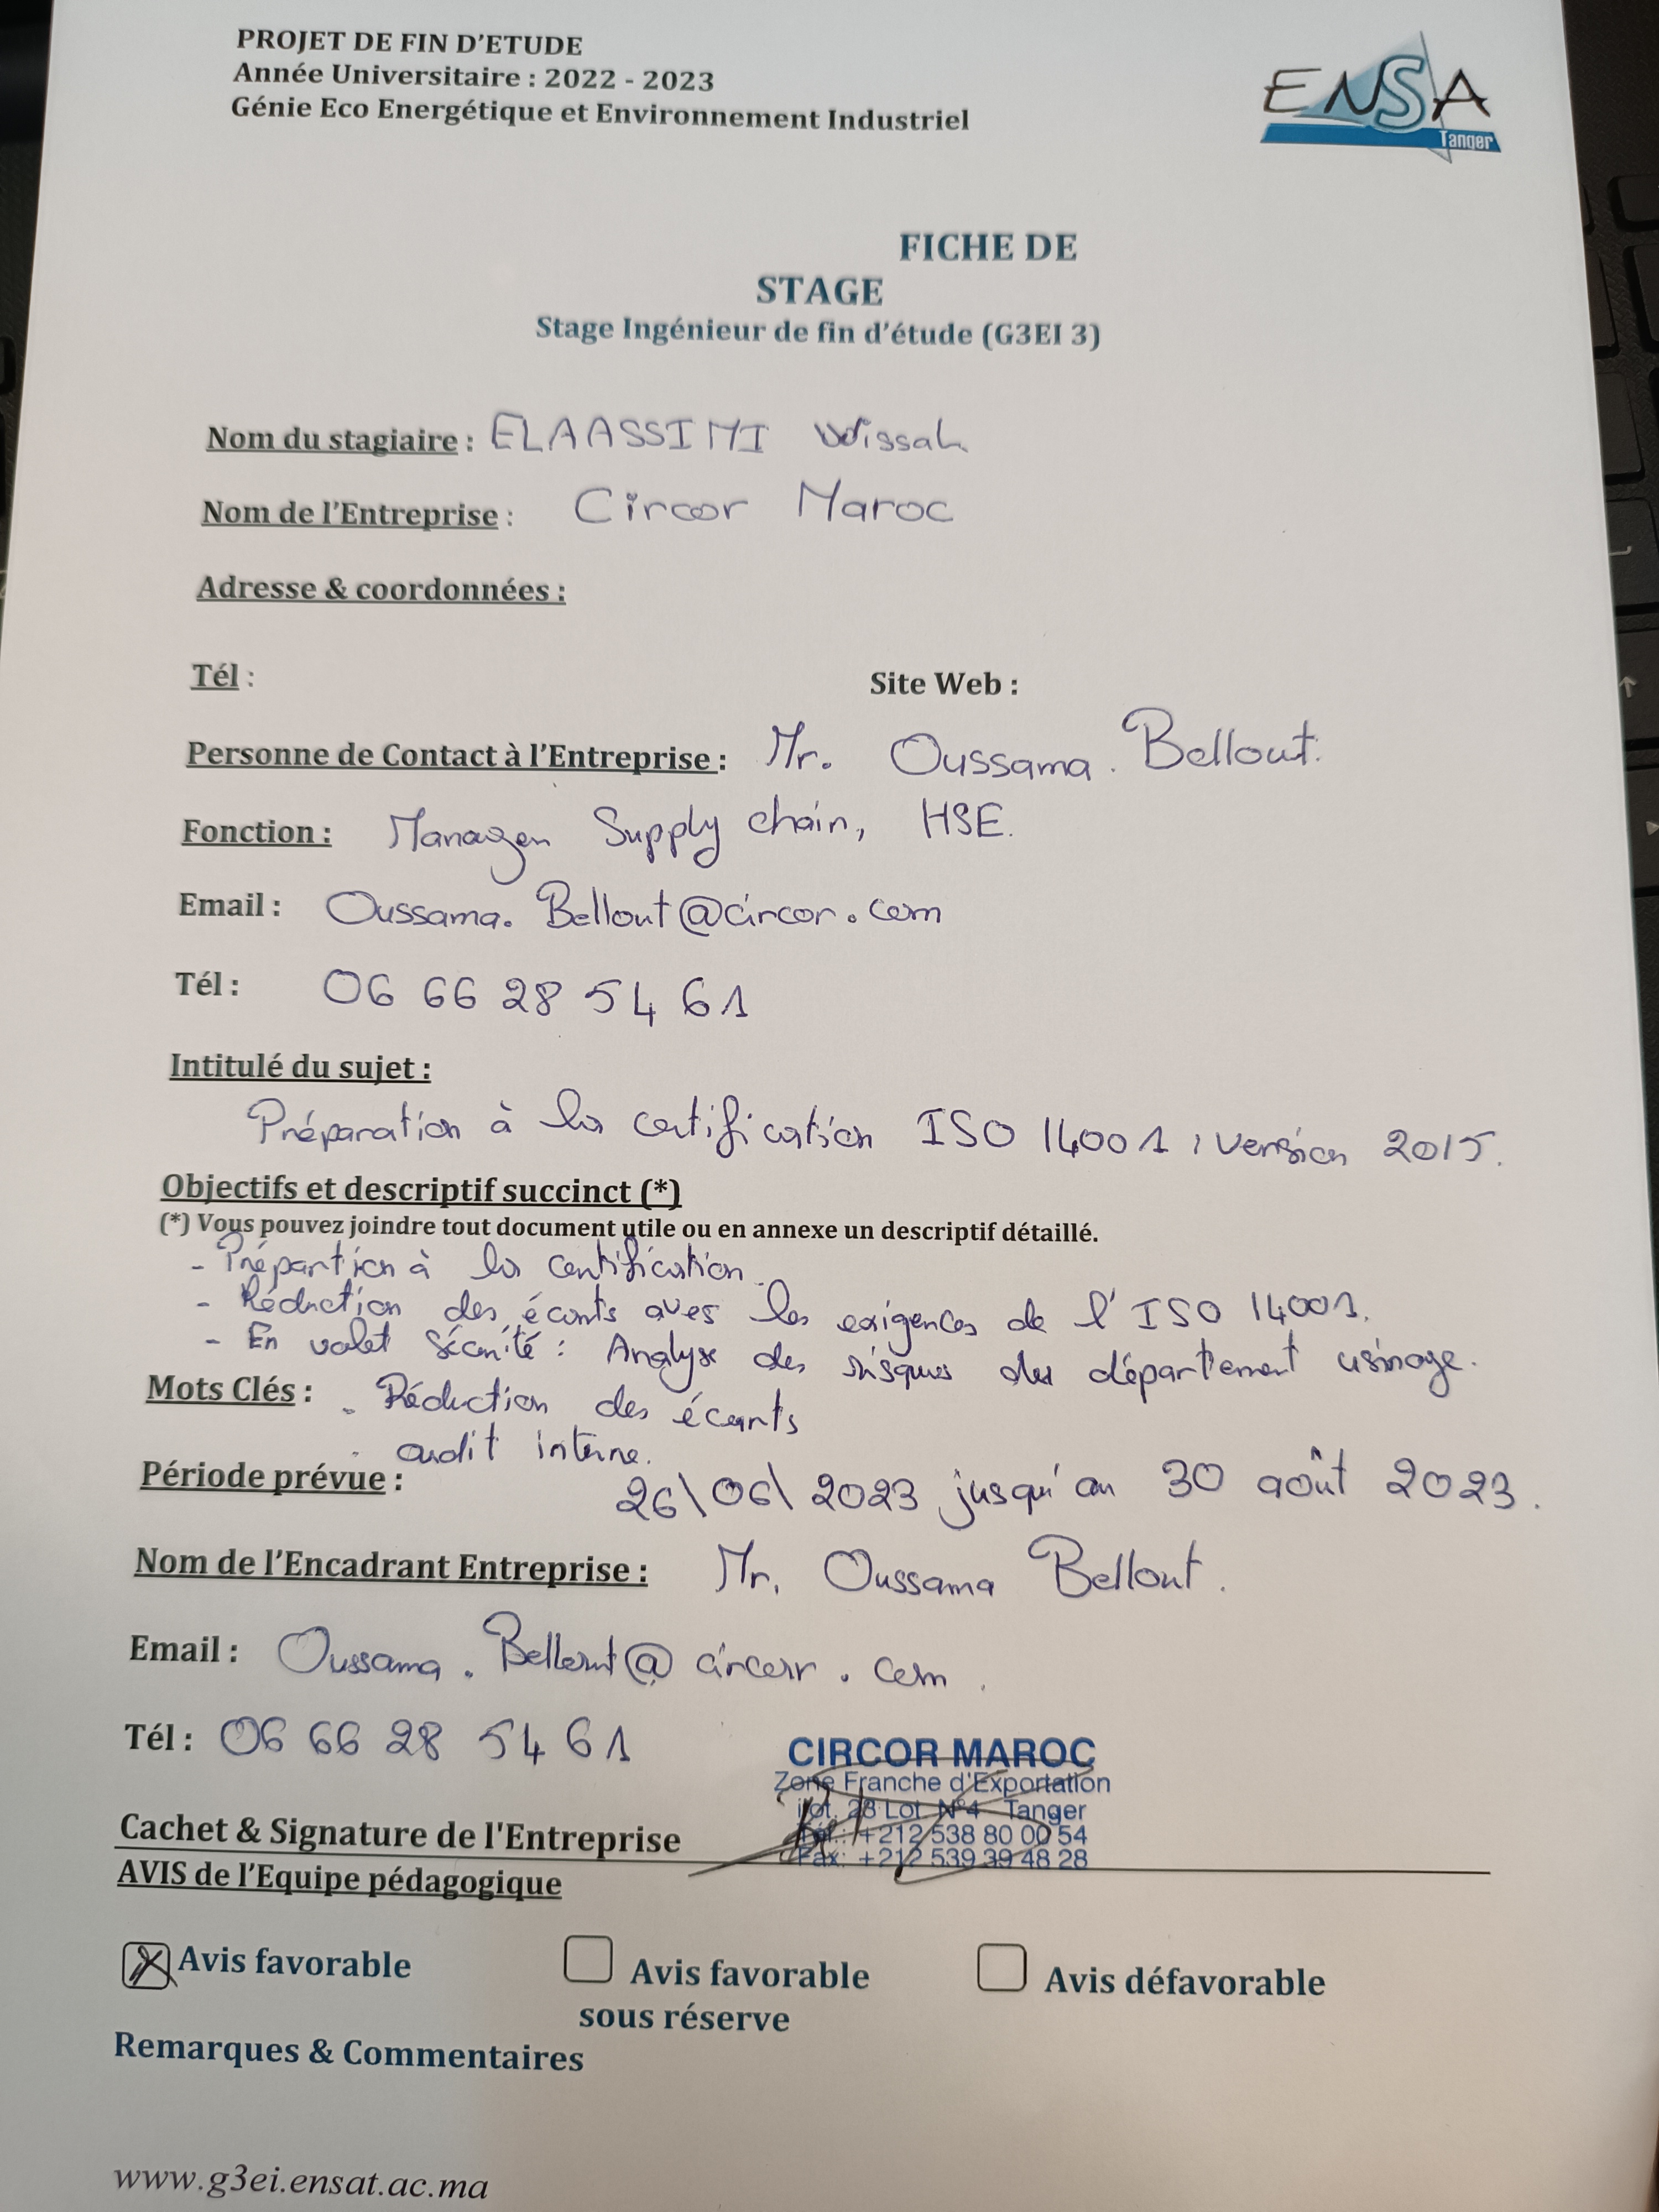 PROJET DE FIN D'ETUDE
Année Universitaire : 2022 - 2023
Génie Eco Energétique et Environnement Industriel
ENSA
Tanger
FICHE DE
STAGE
Stage Ingénieur de fin d'étude (G3EI 3)
Nom du stagiaire : ELAASSIMI Wissal
Nom de l'Entreprise : Circor Maroc
Adresse & coordonnées :
Tél : Site Web :
Personne de Contact à l'Entreprise : Mr. Oussama. Bellout.
Fonction : Manager Supply chain, HSE.
Email : Oussama. Bellout@circor.com
Tél : 06 66 28 54 61
Intitulé du sujet :
Préparation à la certification ISO 14001, version 2015.
Objectifs et descriptif succinct (*)
(*) Vous pouvez joindre tout document utile ou en annexe un descriptif détaillé.
- Prépartion à la certification.
- Réduction des écarts aves les exigences de l'ISO 14001.
- En volet sécurité : Analyse des risques du département usinage.
Mots Clés : - Réduction des écarts
- audit interne.
Période prévue : 26\06\2023 jusqu'au 30 août 2023.
Nom de l'Encadrant Entreprise : Mr. Oussama Bellout.
Email : Oussama. Bellout@circor.com.
Tél : 06 66 28 54 61
CIRCOR MAROC
Zone Franche d'Exportation
Ilot. 28 Lot N°4 Tanger
Tél.: +212 538 80 00 54
Fax: +212 539 39 48 28
Cachet & Signature de l'Entreprise
AVIS de l'Equipe pédagogique
Avis favorable Avis favorable Avis défavorable
sous réserve
Remarques & Commentaires
www.g3ei.ensat.ac.ma